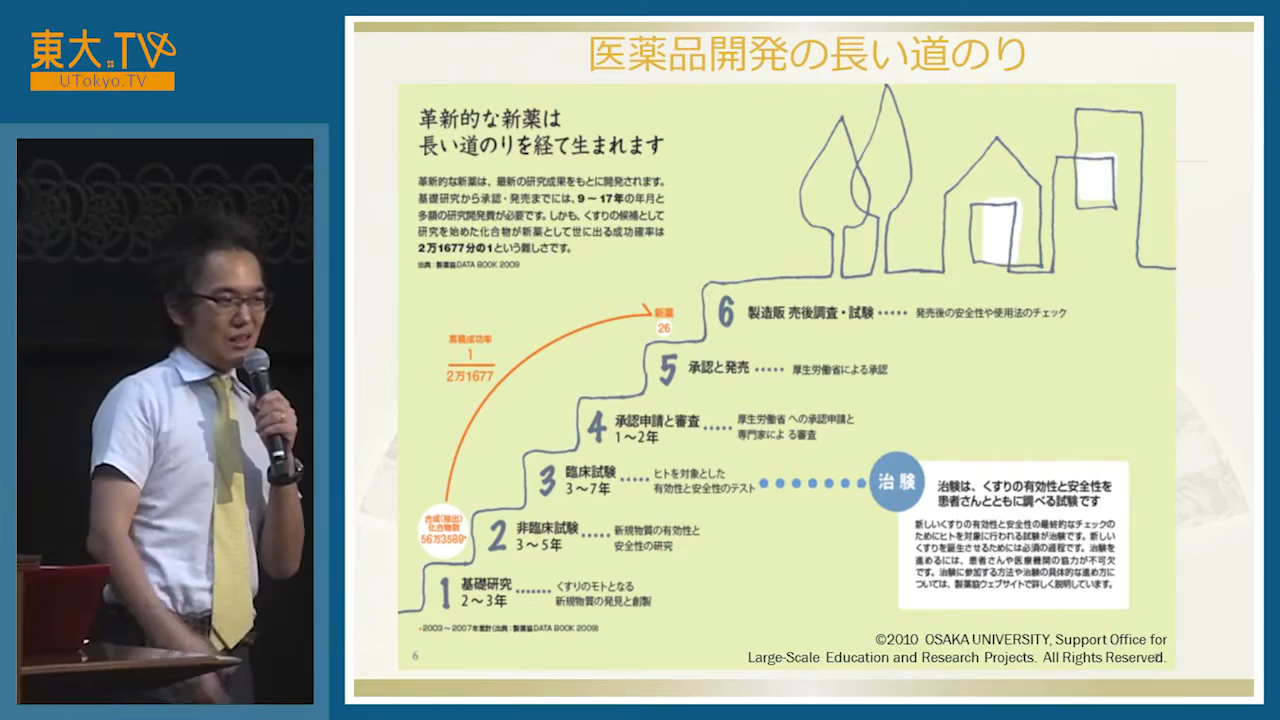 東大.TV
UTokyo.TV
医薬品開発の長い道のり
革新的な新薬は
長い道のりを経て生まれます
革新的な新薬は、最新の研究成果をもとに開発されます。
基礎研究から承認・発売までには、9～17年の年月と
多額の研究開発費が必要です。しかも、くすりの候補として
研究を始めた化合物が新薬として世に出る成功確率は
2万1677分の1という難しさです。
出典：製薬協DATA BOOK 2009
新薬
26
累積成功率
1
2万1677
合成(抽出)
化合物数
56万3589*
6 製造販 売後調査・試験 ····· 発売後の安全性や使用法のチェック
5 承認と発売 ····· 厚生労働省による承認
4 承認申請と審査 ····· 厚生労働省 への承認申請と
1～2年 専門家によ る審査
3 臨床試験 ····· ヒトを対象とした
3～7年 有効性と安全性のテスト
2 非臨床試験 ····· 新規物質の有効性と
3～5年 安全性の研究
1 基礎研究 ······· くすりのモトとなる
2～3年 新規物質の発見と創製
治験
治験は、くすりの有効性と安全性を
患者さんとともに調べる試験です
新しいくすりの有効性と安全性の最終的なチェックの
ためにヒトを対象に行われる試験が治験です。新しい
くすりを誕生させるためには必須の過程です。治験を
進めるには、患者さんや医療機関の協力が不可欠
です。治験に参加する方法や治験の具体的な進め方に
ついては、製薬協ウェブサイトで詳しく説明しています。
*2003～2007年累計(出典：製薬協DATA BOOK 2009)
6
©2010 OSAKA UNIVERSITY, Support Office for
Large-Scale Education and Research Projects. All Rights Reserved.